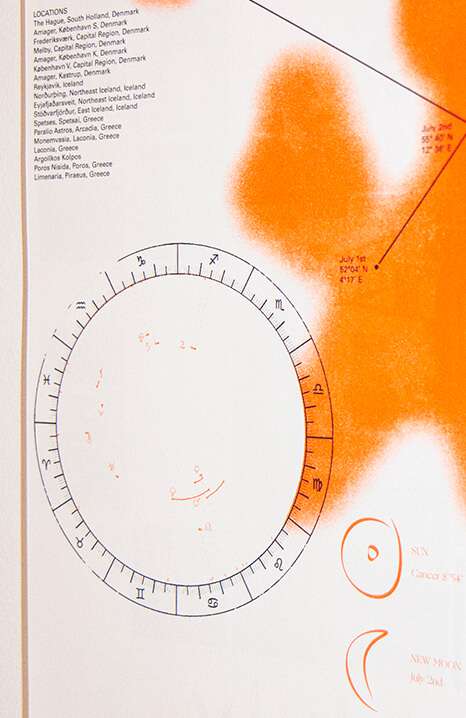 LOCATIONS
The Hague, South Holland, Denmark
Amager, København S, Denmark
Frederiksværk, Capital Region, Denmark
Melby, Capital Region, Denmark
Amager, København K, Denmark
København V, Capital Region, Denmark
Amager, Kastrup, Denmark
Reykjavik, Iceland
Norðurþing, Northeast Iceland, Iceland
Eyjafjaðarsveit, Northeast Iceland, Iceland
Stöðvarfjörður, East Iceland, Iceland
Spetses, Spetsai, Greece
Paralio Astros, Arcadia, Greece
Monemvasia, Laconia, Greece
Laconia, Greece
Argolikos Kolpos
Poros Nisida, Poros, Greece
Limenaria, Piraeus, Greece
July 2nd
55° 40' N
12° 36' E
July 1st
52°04' N
4°17' E
SUN
Cancer
NEW MOON
July 2nd